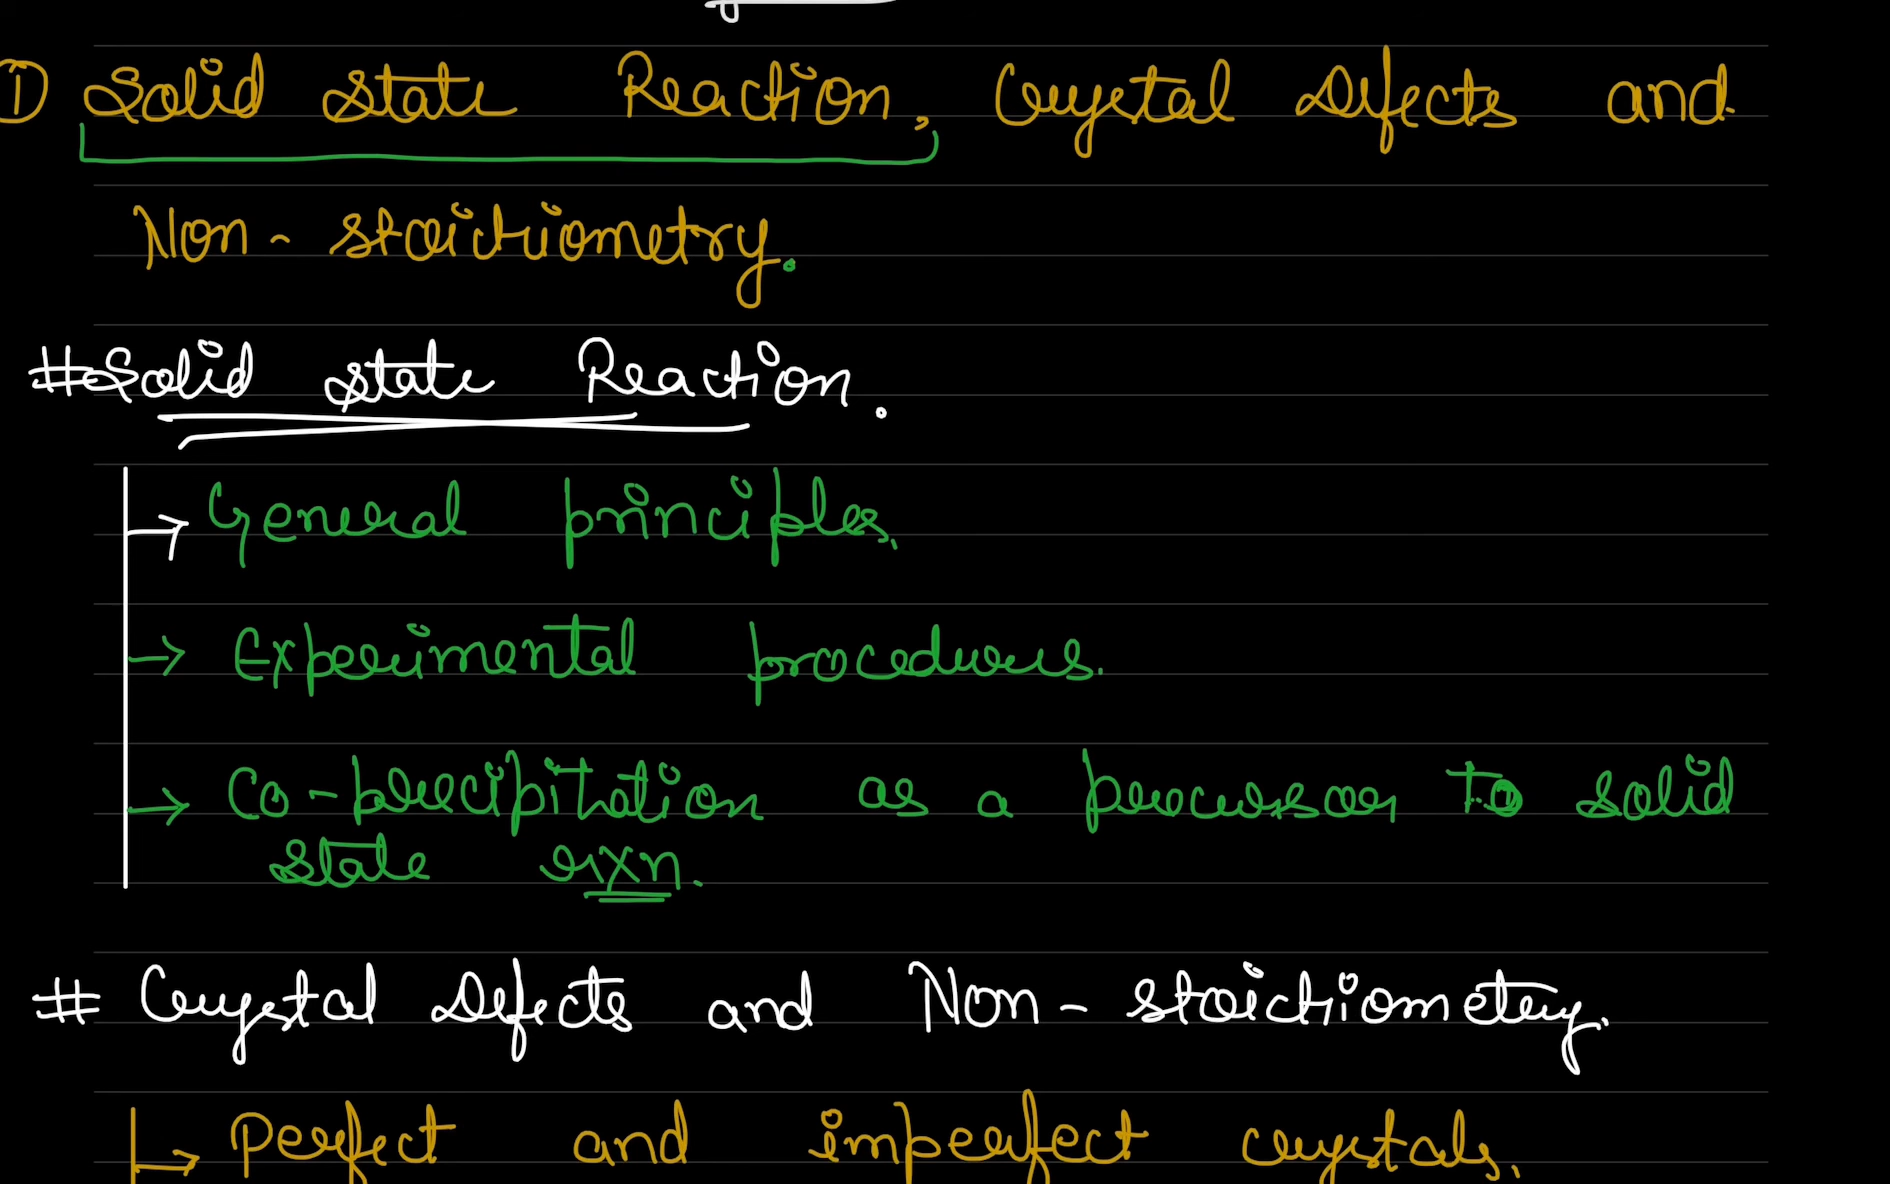 ① Solid state Reaction, Crystal Defects and
Non - stoichiometry.
# Solid state Reaction.
→ General principles,
→ Experimental procedures.
→ Co-precipitation as a precursor to solid
state rxn.
# Crystal Defects and Non - stoichiometry.
→ Perfect and imperfect crystals,